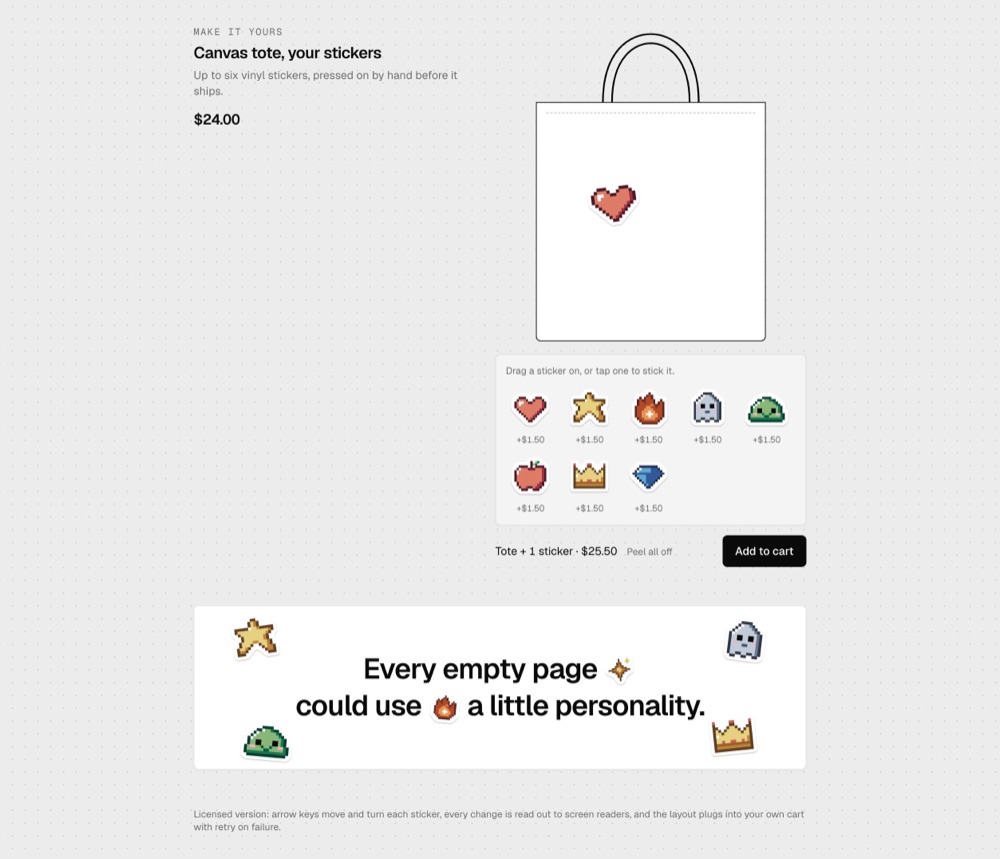 MAKE IT YOURS
Canvas tote, your stickers
Up to six vinyl stickers, pressed on by hand before it
ships.
$24.00
Drag a sticker on, or tap one to stick it.
+$1.50 +$1.50 +$1.50 +$1.50 +$1.50
+$1.50 +$1.50 +$1.50
Tote + 1 sticker · $25.50 Peel all off Add to cart
Every empty page
could use a little personality.
Licensed version: arrow keys move and turn each sticker, every change is read out to screen readers, and the layout plugs into your own cart
with retry on failure.